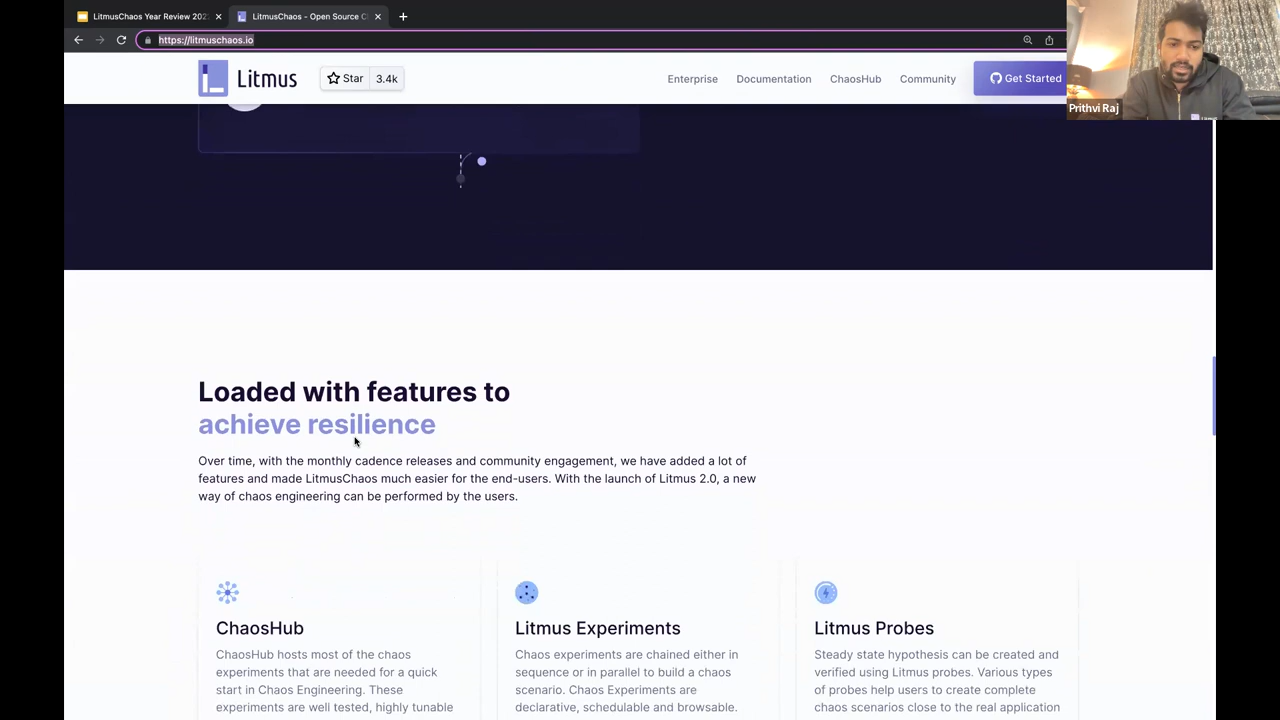 LitmusChaos Year Review 202
LitmusChaos - Open Source C
https://litmuschaos.io
Litmus
Star 3.4k
Enterprise
Documentation
ChaosHub
Community
Get Started
Prithvi Raj
Loaded with features to
achieve resilience
Over time, with the monthly cadence releases and community engagement, we have added a lot of
features and made LitmusChaos much easier for the end-users. With the launch of Litmus 2.0, a new
way of chaos engineering can be performed by the users.
ChaosHub
ChaosHub hosts most of the chaos
experiments that are needed for a quick
start in Chaos Engineering. These
experiments are well tested, highly tunable
Litmus Experiments
Chaos experiments are chained either in
sequence or in parallel to build a chaos
scenario. Chaos Experiments are
declarative, schedulable and browsable.
Litmus Probes
Steady state hypothesis can be created and
verified using Litmus probes. Various types
of probes help users to create complete
chaos scenarios close to the real application